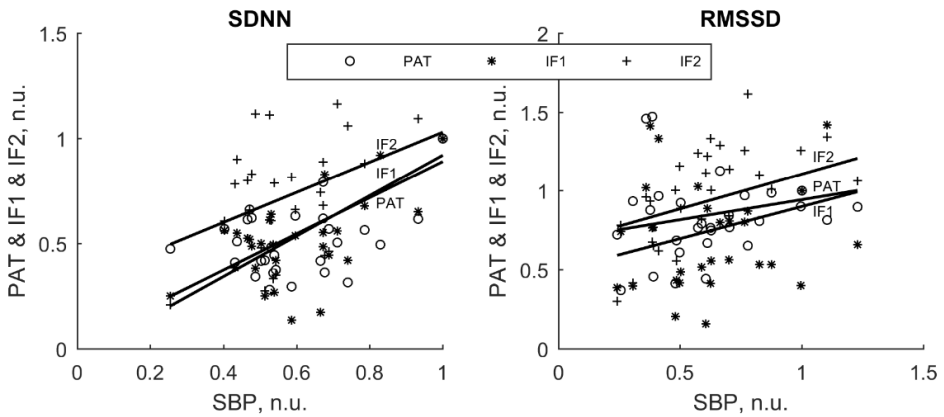 SDNN
RMSSD
PAT
IF1
IF2
PAT & IF1 & IF2, n.u.
1.5
1
0.5
0
IF2
IF1
PAT
0
0.2
0.4
0.6
0.8
1
SBP, n.u.
PAT & IF1 & IF2, n.u.
2
1.5
1
0.5
0
IF2
PAT
IF1
0
0.5
1
1.5
SBP, n.u.